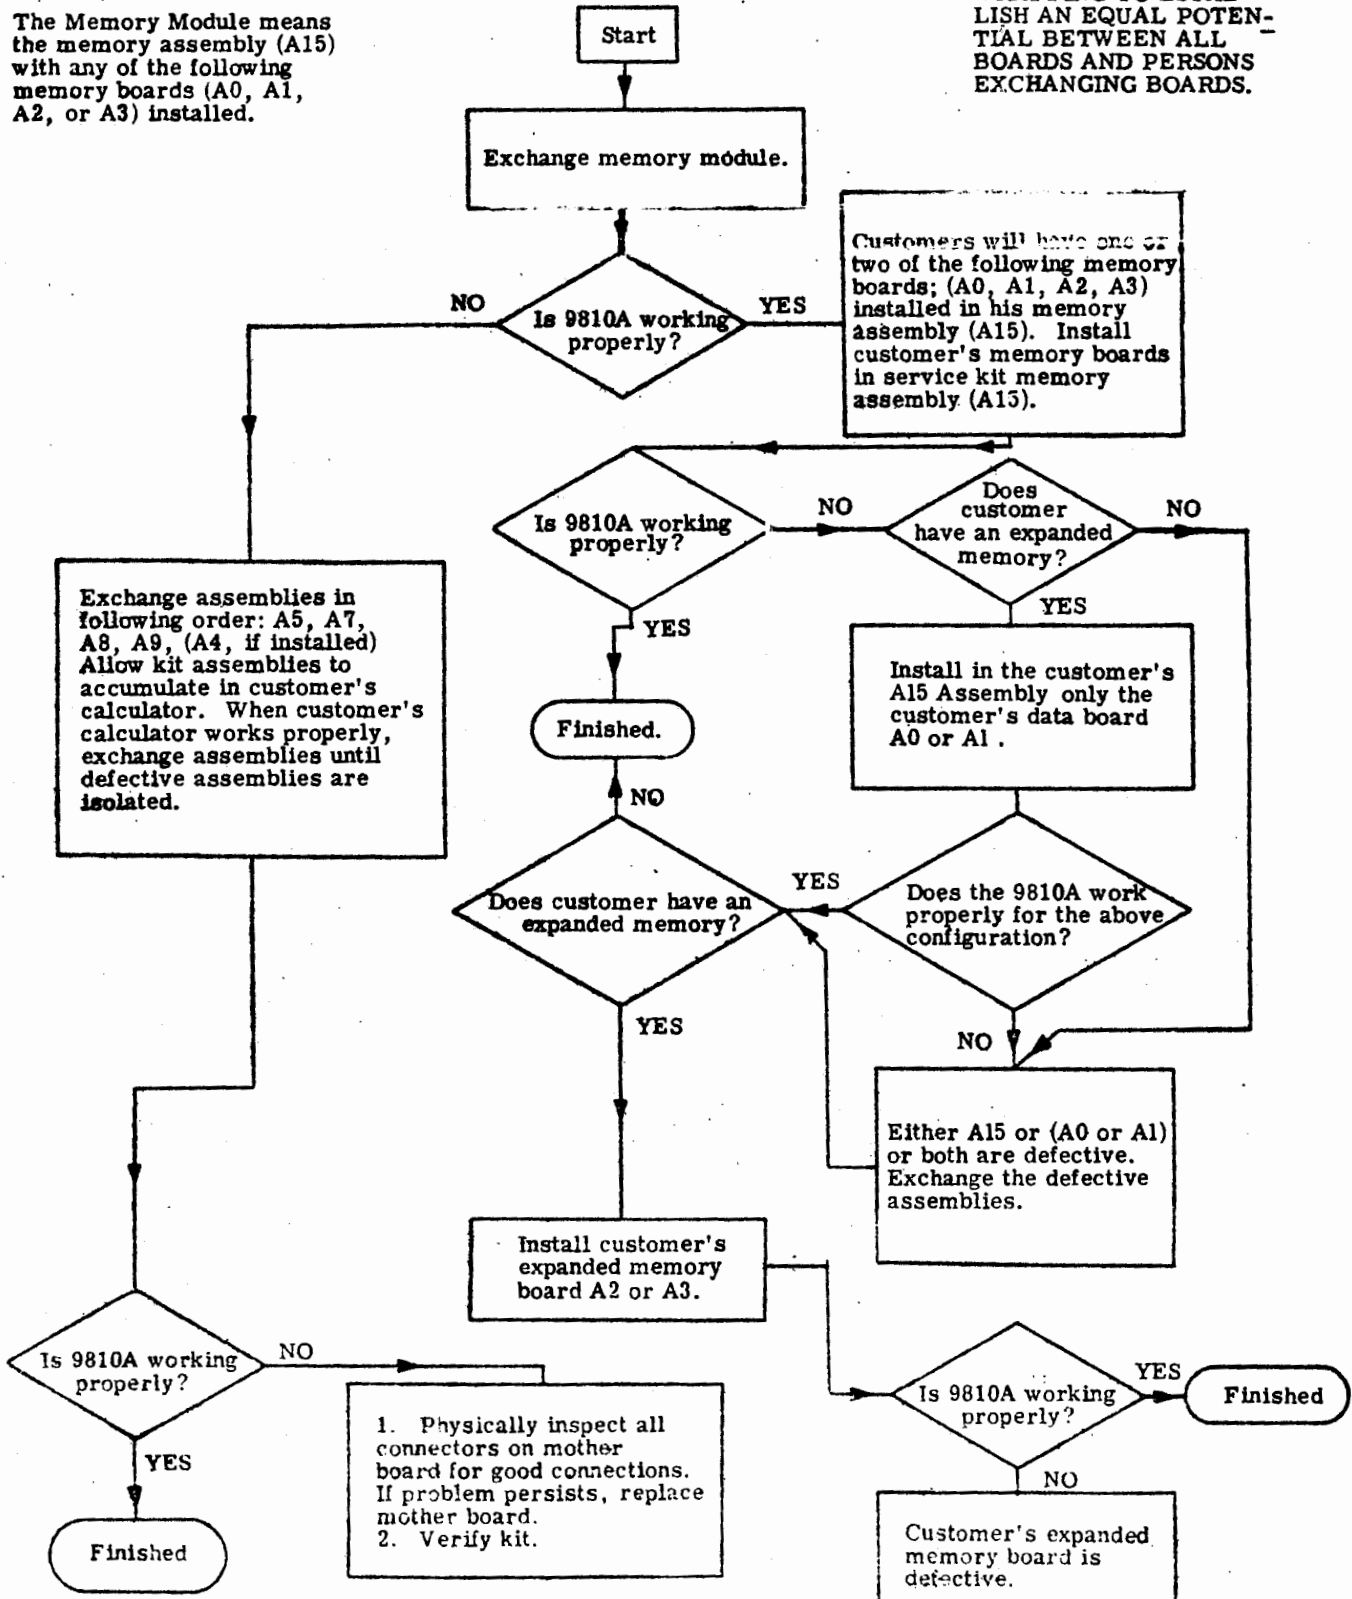 The Memory Module means
the memory assembly (A15)
with any of the following
memory boards (A0, A1,
A2, or A3) installed.
LISH AN EQUAL POTEN-
TIAL BETWEEN ALL
BOARDS AND PERSONS
EXCHANGING BOARDS.
Start
Exchange memory module.
Is 9810A working
properly?
NO
YES
Customers will have one or
two of the following memory
boards; (A0, A1, A2, A3)
installed in his memory
assembly (A15). Install
customer's memory boards
in service kit memory
assembly (A15).
Is 9810A working
properly?
NO
YES
Does
customer
have an expanded
memory?
NO
YES
Exchange assemblies in
following order: A5, A7,
A8, A9, (A4, if installed)
Allow kit assemblies to
accumulate in customer's
calculator. When customer's
calculator works properly,
exchange assemblies until
defective assemblies are
isolated.
Finished.
Install in the customer's
A15 Assembly only the
customer's data board
A0 or A1 .
NO
Does customer have an
expanded memory?
YES
YES
Does the 9810A work
properly for the above
configuration?
NO
Either A15 or (A0 or A1)
or both are defective.
Exchange the defective
assemblies.
Install customer's
expanded memory
board A2 or A3.
Is 9810A working
properly?
NO
YES
1. Physically inspect all
connectors on mother
board for good connections.
If problem persists, replace
mother board.
2. Verify kit.
Finished
Is 9810A working
properly?
YES
Finished
NO
Customer's expanded
memory board is
defective.